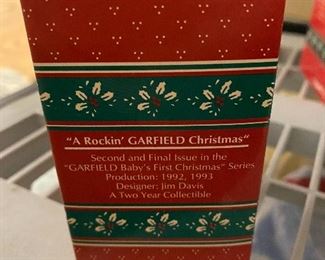 "A Rockin' GARFIELD Christmas"
Second and Final Issue in the
"GARFIELD Baby's First Christmas" Series
Production: 1992, 1993
Designer: Jim Davis
A Two Year Collectible